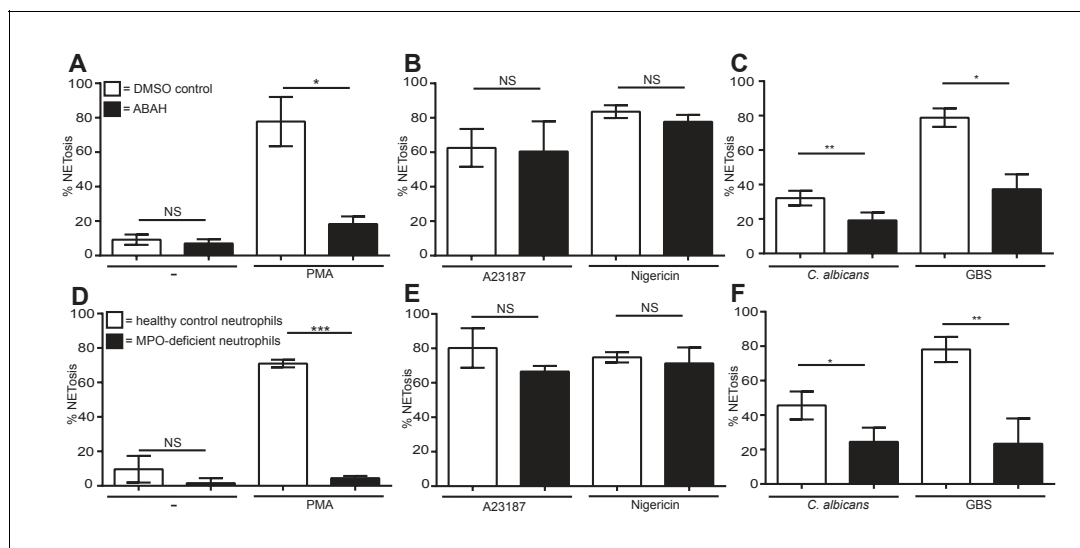 A
% NETosis
100
80
60
40
20
0
= DMSO control
= ABAH
NS
*
–
PMA
B
% NETosis
100
80
60
40
20
0
NS
NS
A23187
Nigericin
C
% NETosis
100
80
60
40
20
0
**
*
C. albicans
GBS
D
% NETosis
100
80
60
40
20
0
= healthy control neutrophils
= MPO-deficient neutrophils
NS
***
–
PMA
E
% NETosis
100
80
60
40
20
0
NS
NS
A23187
Nigericin
F
% NETosis
100
80
60
40
20
0
*
**
C. albicans
GBS